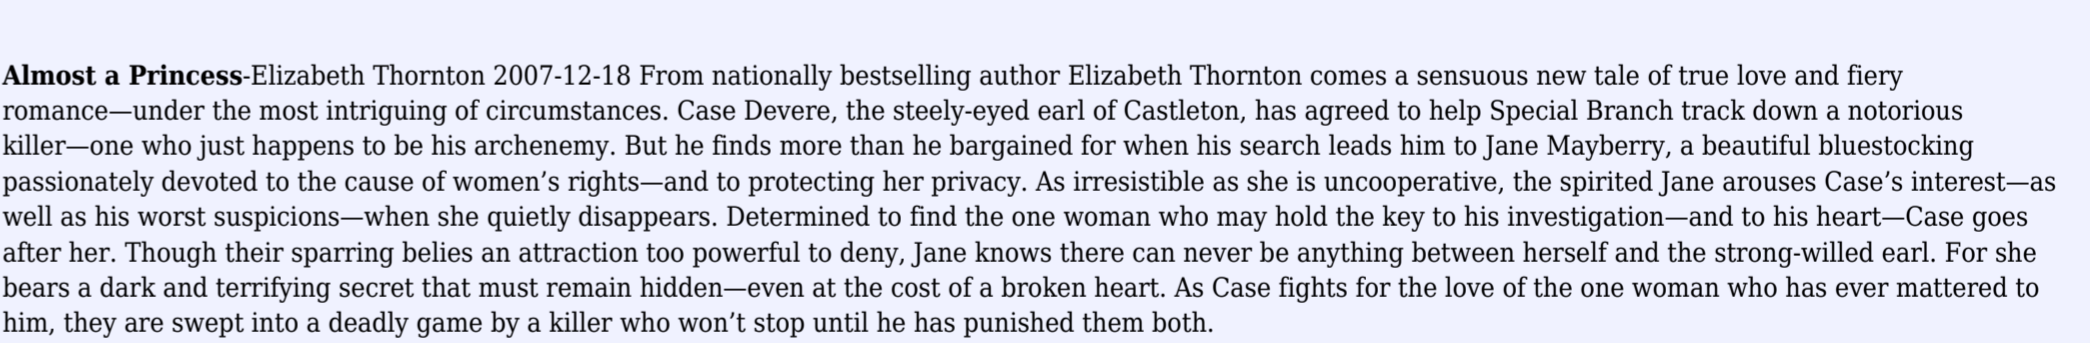 Almost a Princess-Elizabeth Thornton 2007-12-18 From nationally bestselling author Elizabeth Thornton comes a sensuous new tale of true love and fiery
romance—under the most intriguing of circumstances. Case Devere, the steely-eyed earl of Castleton, has agreed to help Special Branch track down a notorious
killer—one who just happens to be his archenemy. But he finds more than he bargained for when his search leads him to Jane Mayberry, a beautiful bluestocking
passionately devoted to the cause of women’s rights—and to protecting her privacy. As irresistible as she is uncooperative, the spirited Jane arouses Case’s interest—as
well as his worst suspicions—when she quietly disappears. Determined to find the one woman who may hold the key to his investigation—and to his heart—Case goes
after her. Though their sparring belies an attraction too powerful to deny, Jane knows there can never be anything between herself and the strong-willed earl. For she
bears a dark and terrifying secret that must remain hidden—even at the cost of a broken heart. As Case fights for the love of the one woman who has ever mattered to
him, they are swept into a deadly game by a killer who won’t stop until he has punished them both.